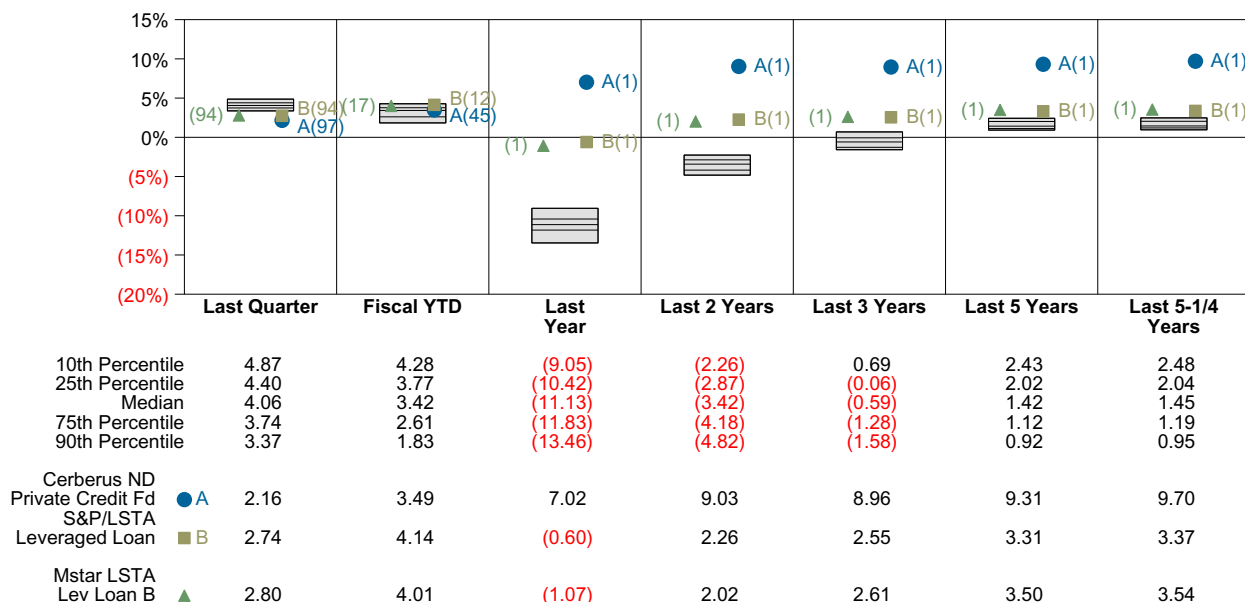 15%
10%
5%
0%
(5%)
(10%)
(15%)
(20%)
(94) B(94) A(97)
(17) B(12) A(45)
A(1) (1) B(1)
A(1) (1) B(1)
A(1) (1) B(1)
A(1) (1) B(1)
A(1) (1) B(1)
Last Quarter Fiscal YTD Last Last 2 Years Last 3 Years Last 5 Years Last 5-1/4
Year Years
10th Percentile 4.87 4.28 (9.05) (2.26) 0.69 2.43 2.48
25th Percentile 4.40 3.77 (10.42) (2.87) (0.06) 2.02 2.04
Median 4.06 3.42 (11.13) (3.42) (0.59) 1.42 1.45
75th Percentile 3.74 2.61 (11.83) (4.18) (1.28) 1.12 1.19
90th Percentile 3.37 1.83 (13.46) (4.82) (1.58) 0.92 0.95
Cerberus ND
Private Credit Fd A 2.16 3.49 7.02 9.03 8.96 9.31 9.70
S&P/LSTA
Leveraged Loan B 2.74 4.14 (0.60) 2.26 2.55 3.31 3.37
Mstar LSTA
Lev Loan B 2.80 4.01 (1.07) 2.02 2.61 3.50 3.54